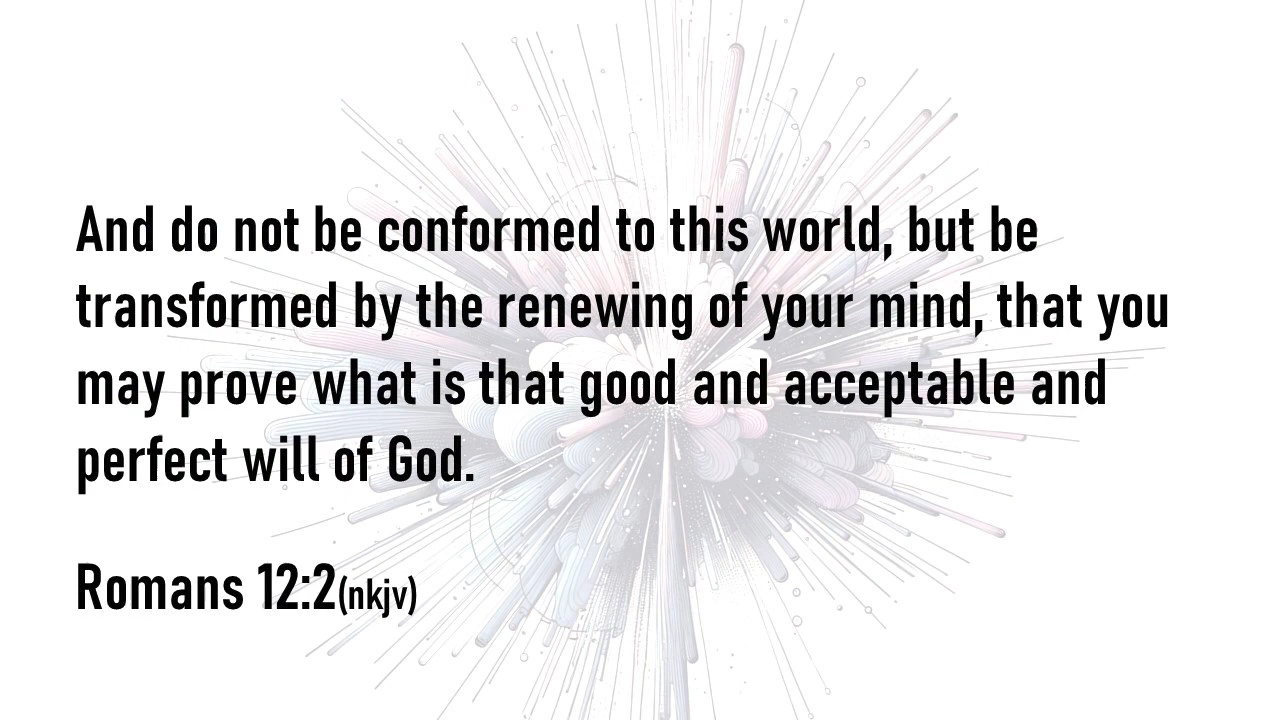 And do not be conformed to this world, but be
transformed by the renewing of your mind, that you
may prove what is that good and acceptable and
perfect will of God.
Romans 12:2(nkjv)